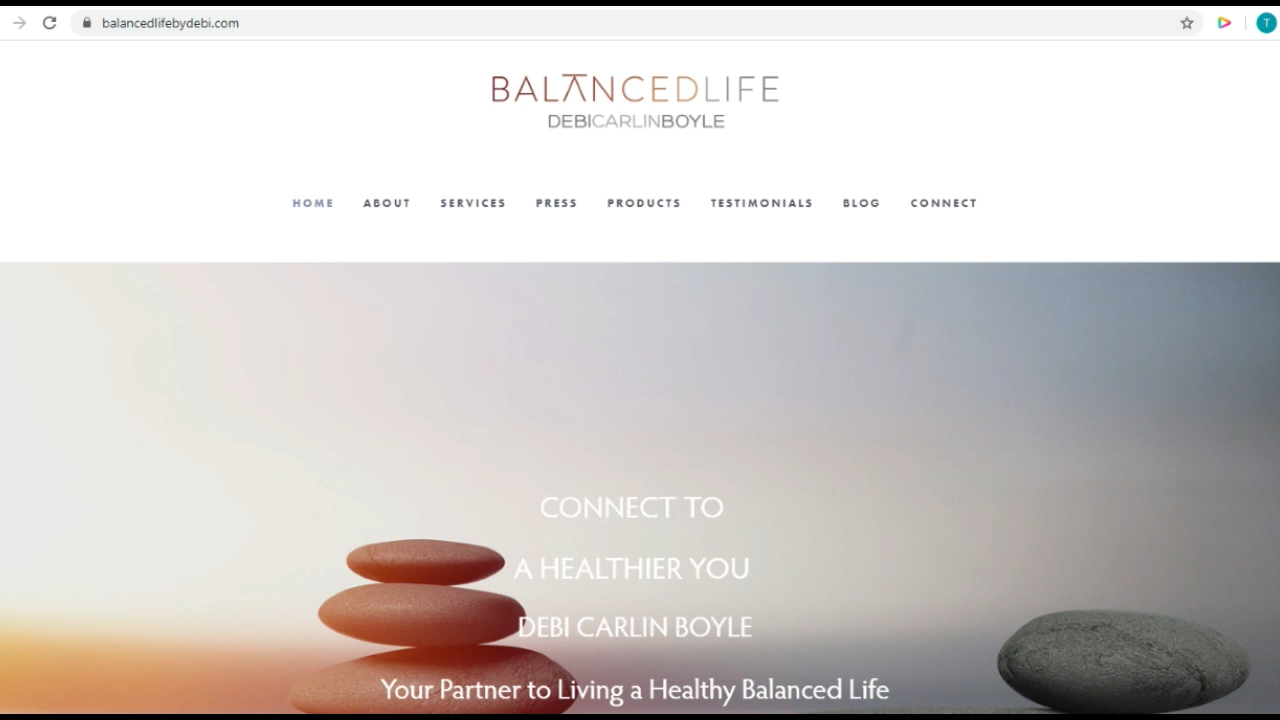 balancedlifebydebi.com
T
BALANCEDLIFE
DEBICARLINBOYLE
HOME ABOUT SERVICES PRESS PRODUCTS TESTIMONIALS BLOG CONNECT
CONNECT TO
A HEALTHIER YOU
DEBI CARLIN BOYLE
Your Partner to Living a Healthy Balanced Life